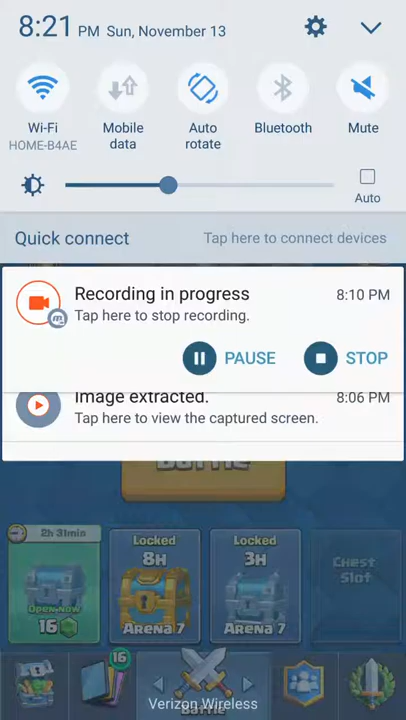 8:21 PM Sun, November 13
Wi-Fi
HOME-B4AE
Mobile
data
Auto
rotate
Bluetooth
Mute
Auto
Quick connect
Tap here to connect devices
Recording in progress
8:10 PM
Tap here to stop recording.
PAUSE
STOP
Image extracted.
8:06 PM
Tap here to view the captured screen.
Battle
2h 31min
Open now
16
Locked
8H
Arena 7
Locked
3H
Arena 7
Chest
Slot
16
Battle
Verizon Wireless